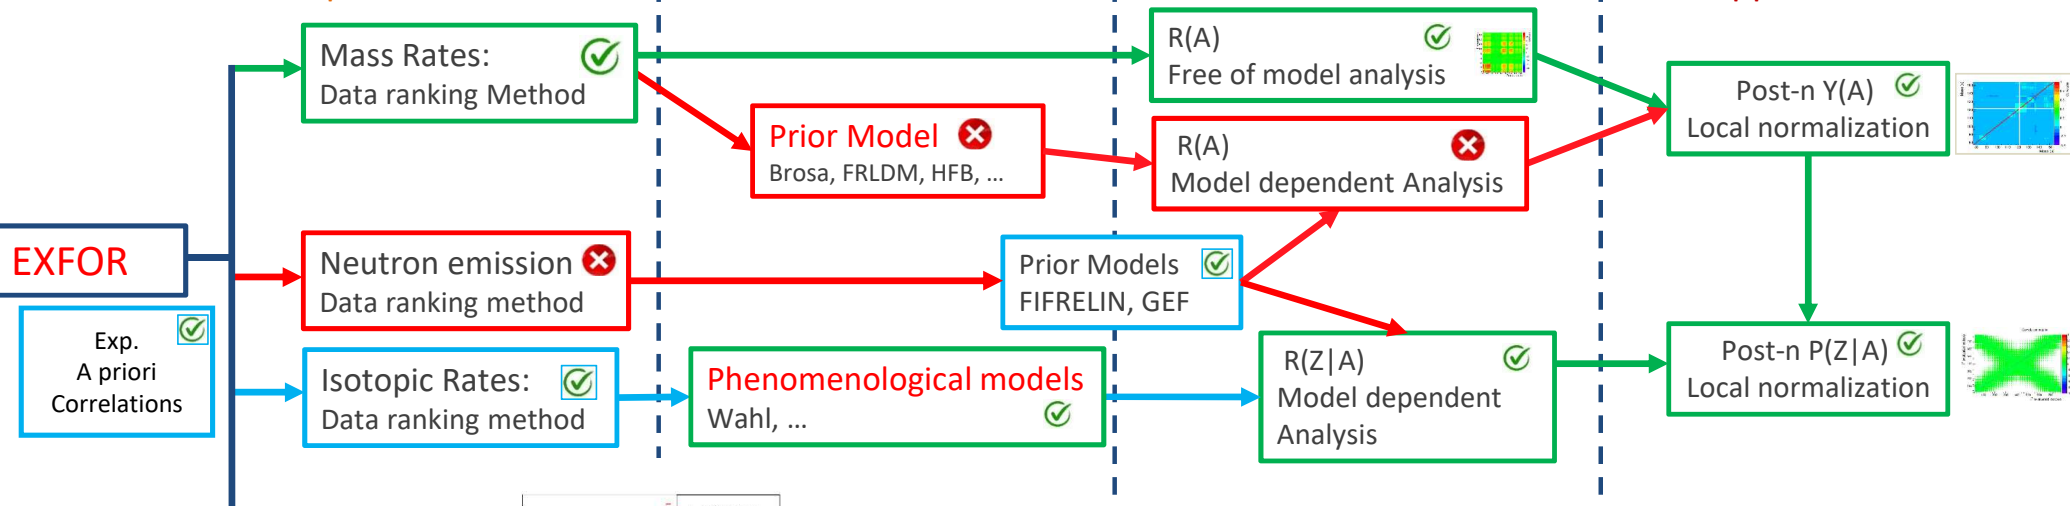 EXFOR
Exp.
A priori
Correlations
Mass Rates:
Data ranking Method
Neutron emission
Data ranking method
Isotopic Rates:
Data ranking method
Prior Model
Brosa, FRLDM, HFB, ...
Phenomenological models
Wahl, ...
Prior Models
FIFRELIN, GEF
R(A)
Free of model analysis
R(A)
Model dependent Analysis
R(Z|A)
Model dependent
Analysis
Post-n Y(A)
Local normalization
Post-n P(Z|A)
Local normalization